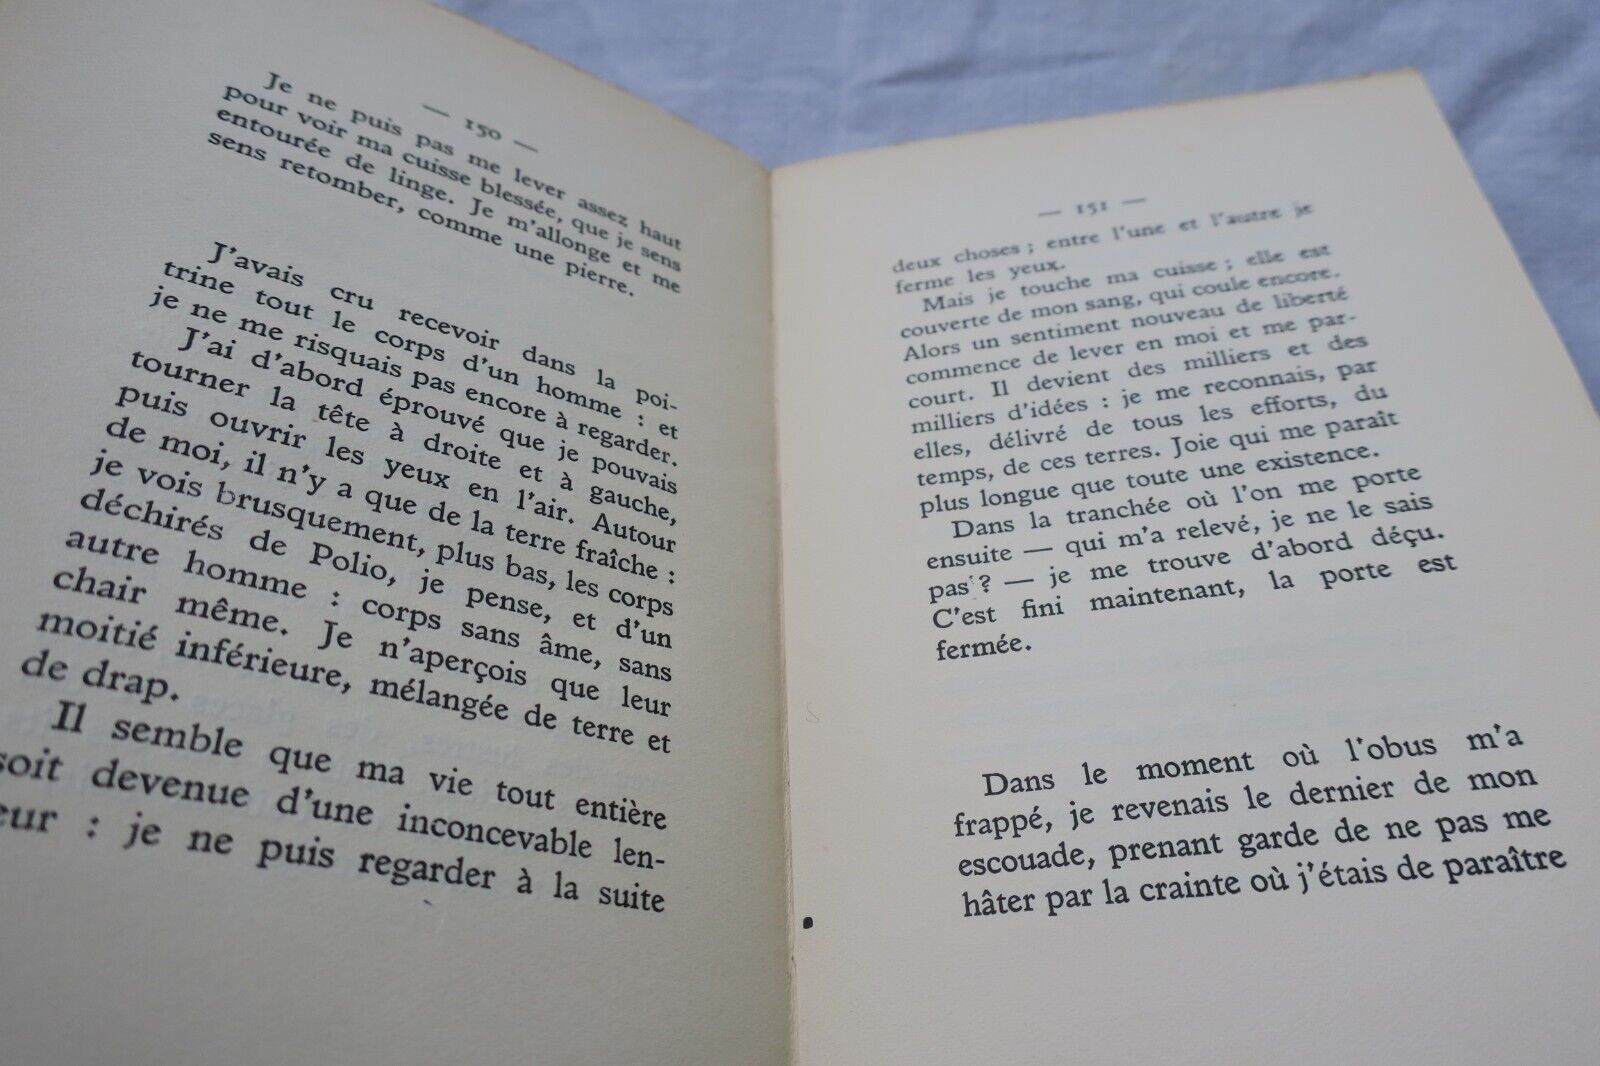 — 150 —
Je ne puis pas me lever assez haut
pour voir ma cuisse blessée, que je sens
entourée de linge. Je m'allonge et me
sens retomber, comme une pierre.
J'avais cru recevoir dans la poi-
trine tout le corps d'un homme : et
je ne me risquais pas encore à regarder.
J'ai d'abord éprouvé que je pouvais
tourner la tête à droite et à gauche,
puis ouvrir les yeux en l'air. Autour
de moi, il n'y a que de la terre fraîche :
je vois brusquement, plus bas, les corps
déchirés de Polio, je pense, et d'un
autre homme : corps sans âme, sans
chair même. Je n'aperçois que leur
moitié inférieure, mélangée de terre et
de drap.
Il semble que ma vie tout entière
soit devenue d'une inconcevable len-
eur : je ne puis regarder à la suite
— 151 —
deux choses ; entre l'une et l'autre je
ferme les yeux.
Mais je touche ma cuisse ; elle est
couverte de mon sang, qui coule encore.
Alors un sentiment nouveau de liberté
commence de lever en moi et me par-
court. Il devient des milliers et des
milliers d'idées : je me reconnais, par
elles, délivré de tous les efforts, du
temps, de ces terres. Joie qui me paraît
plus longue que toute une existence.
Dans la tranchée où l'on me porte
ensuite — qui m'a relevé, je ne le sais
pas ? — je me trouve d'abord déçu.
C'est fini maintenant, la porte est
fermée.
Dans le moment où l'obus m'a
frappé, je revenais le dernier de mon
escouade, prenant garde de ne pas me
hâter par la crainte où j'étais de paraître